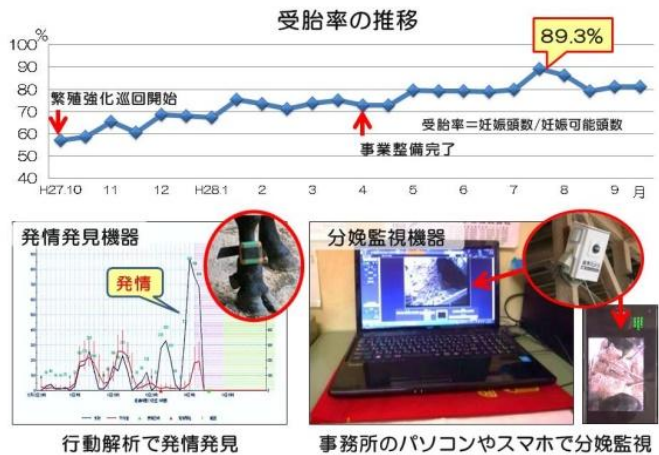 受胎率の推移
%
100
90
80
70
60
50
40
89.3%
繁殖強化巡回開始
事業整備完了
受胎率=妊娠頭数/妊娠可能頭数
H27.10 11 12 H28.1 2 3 4 5 6 7 8 9 月
発情発見機器
発情
分娩監視機器
行動解析で発情発見
事務所のパソコンやスマホで分娩監視